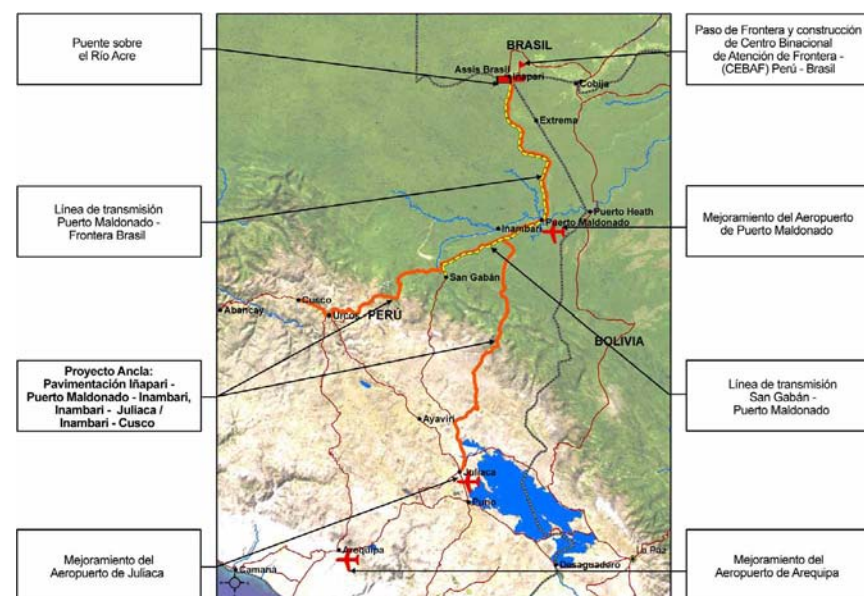 Puente sobre
el Río Acre
Paso de Frontera y construcción
de Centro Binacional
de Atención de Frontera -
(CEBAF) Perú - Brasil
Línea de transmisión
Puerto Maldonado -
Frontera Brasil
Mejoramiento del Aeropuerto
de Puerto Maldonado
Proyecto Ancla:
Pavimentación Iñapari -
Puerto Maldonado - Inambari,
Inambari - Juliaca /
Inambari - Cusco
Línea de transmisión
San Gabán -
Puerto Maldonado
Mejoramiento del
Aeropuerto de Juliaca
Mejoramiento del
Aeropuerto de Arequipa
BRASIL
Assis Brasil
Iñapari
Cobija
Extrema
Puerto Heath
Puerto Maldonado
Inambari
San Gabán
Cusco
Abancay
Urcos
PERÚ
BOLIVIA
Ayaviri
Juliaca
Puno
Arequipa
La Paz
Camana
Desaguadero